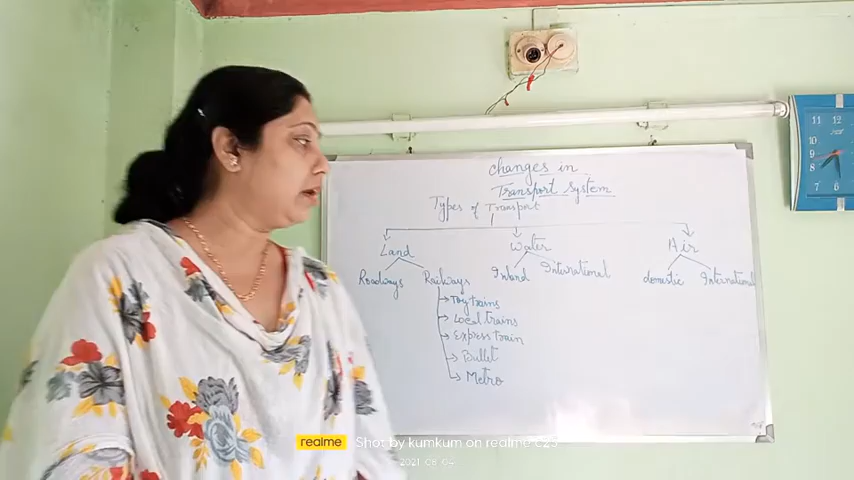 changes in
Transport System
Types of Transport
Land Water Air
Roadways Railways Inland International domestic International
Toy trains
Local trains
Express train
Bullet
Metro
realme Shot by kumkum on realme C25